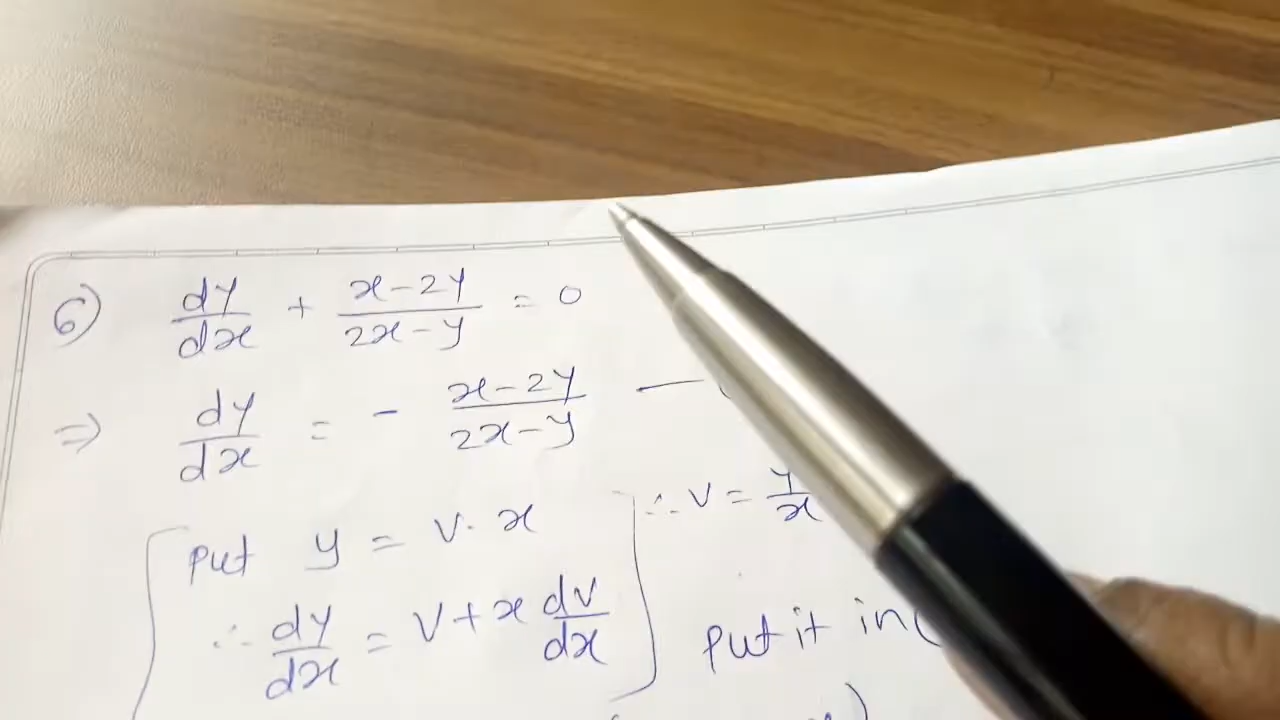 6) dy/dx + x-2y/2x-y = 0
⇒ dy/dx = - x-2y/2x-y — (
[put y = v. x ] ∴ v = y/x
∴ dy/dx = v + x dv/dx
put it in (